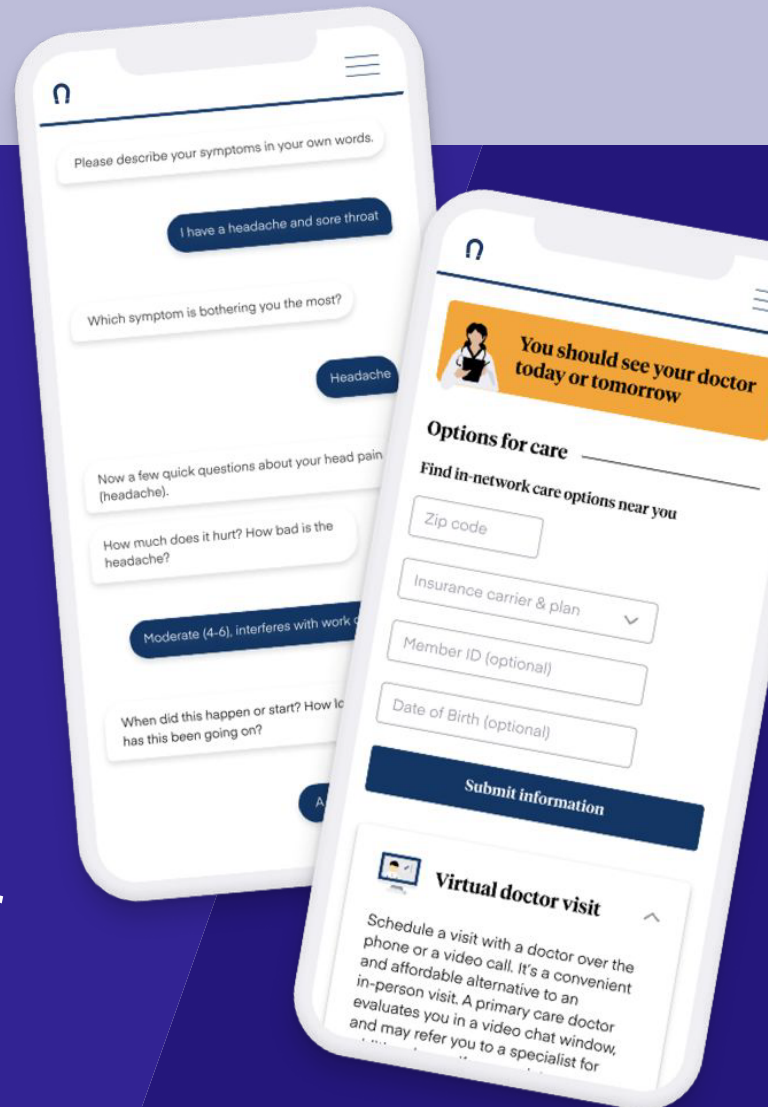 Please describe your symptoms in your own words.
I have a headache and sore throat
Which symptom is bothering you the most?
Headache
Now a few quick questions about your head pain
(headache).
How much does it hurt? How bad is the
headache?
Moderate (4-6), interferes with work
When did this happen or start? How
has this been going on?
You should see your doctor
today or tomorrow
Options for care
Find in-network care options near you
Zip code
Insurance carrier & plan
Member ID (optional)
Date of Birth (optional)
Submit information
Virtual doctor visit
Schedule a visit with a doctor over the
phone or a video call. It's a convenient
and affordable alternative to an
in-person visit. A primary care doctor
evaluates you in a video chat window,
and may refer you to a specialist for